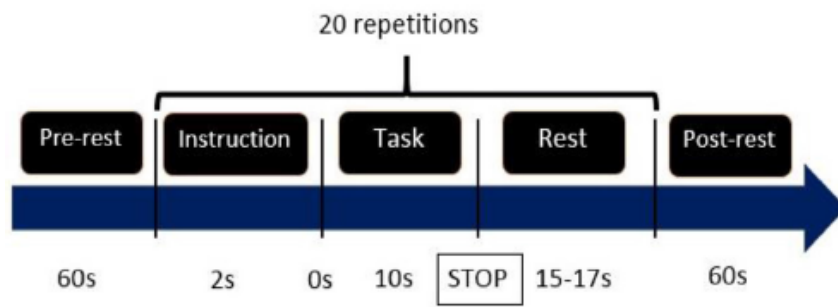 20 repetitions
Pre-rest Instruction Task Rest Post-rest
60s 2s 0s 10s STOP 15-17s 60s